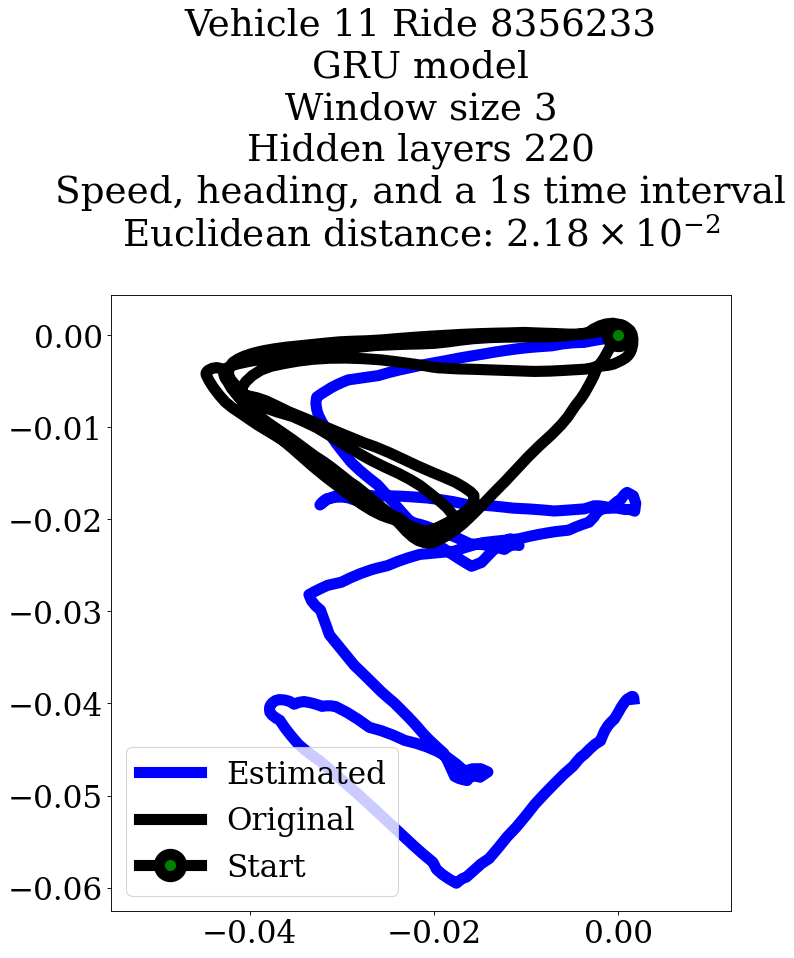 Vehicle 11 Ride 8356233
GRU model
Window size 3
Hidden layers 220
Speed, heading, and a 1s time interval
Euclidean distance: 2.18 × 10⁻²
0.00
−0.01
−0.02
−0.03
−0.04
−0.05
−0.06
Estimated
Original
Start
−0.04
−0.02
0.00